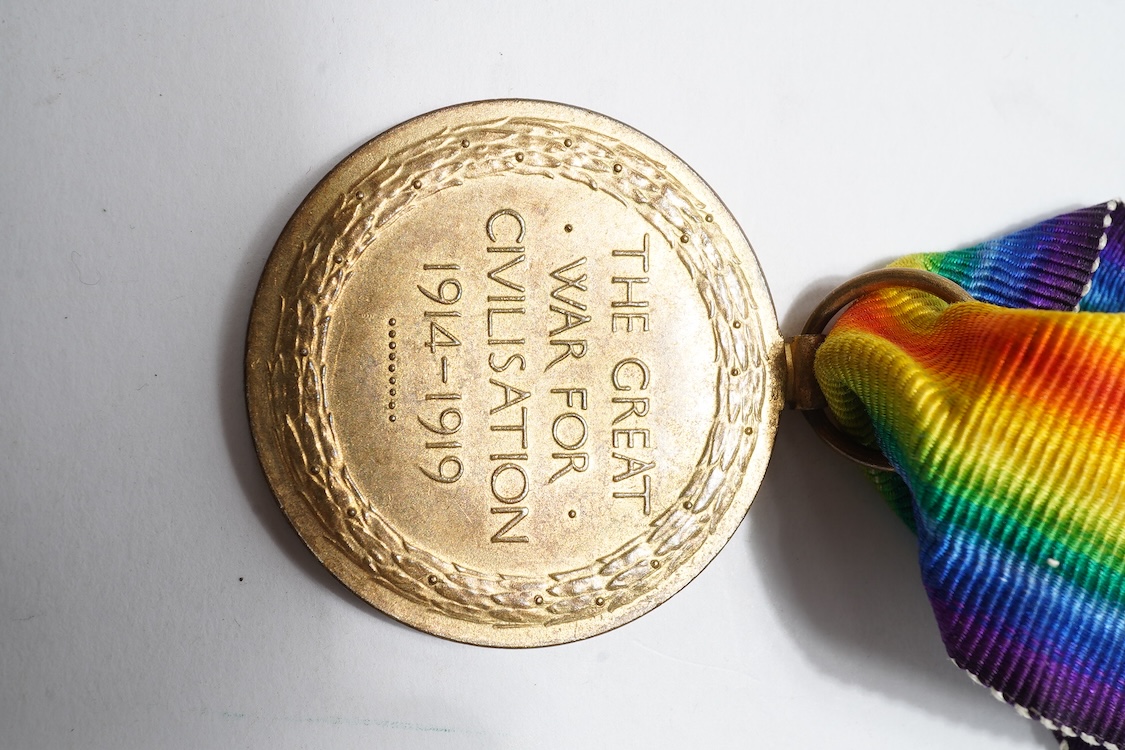 THE GREAT
· WAR FOR ·
CIVILISATION
1914-1919
..........